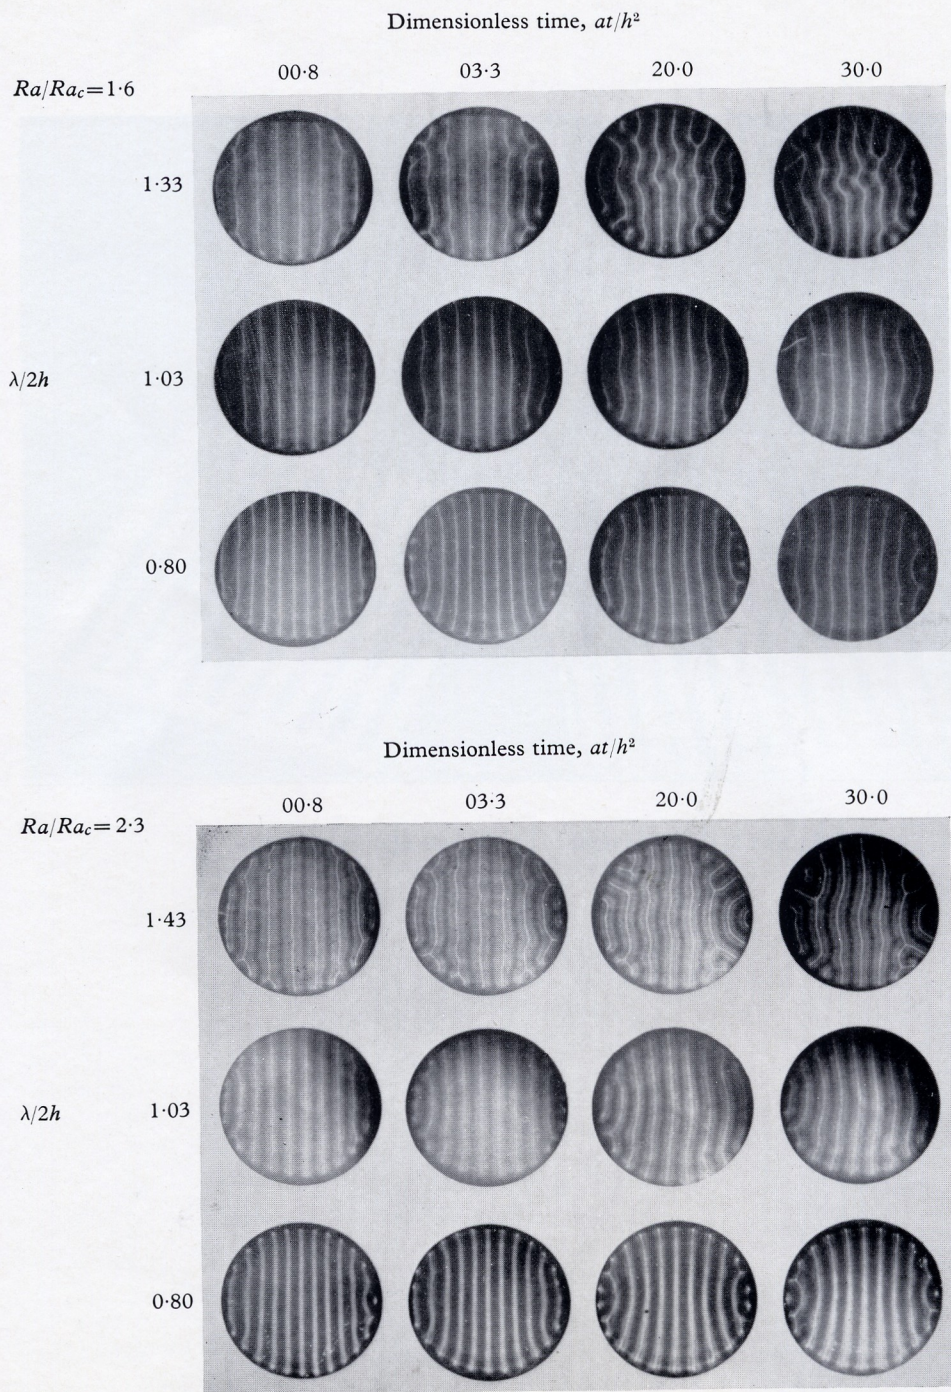 Dimensionless time, at/h²
00·8 03·3 20·0 30·0
Ra/Ra꜀=1·6
1·33
λ/2h 1·03
0·80
Dimensionless time, at/h²
00·8 03·3 20·0 30·0
Ra/Ra꜀=2·3
1·43
λ/2h 1·03
0·80